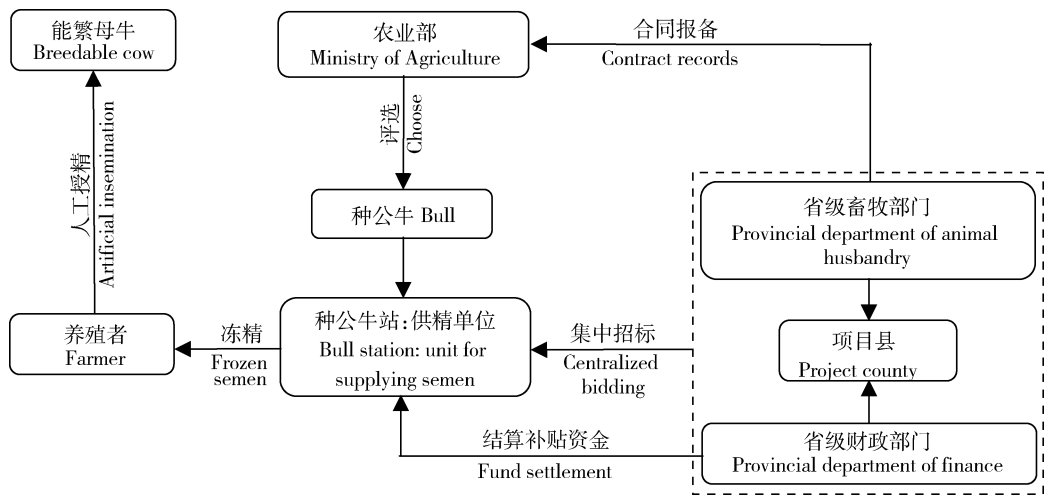 能繁母牛
Breedable cow
农业部
Ministry of Agriculture
合同报备
Contract records
评选
Choose
人工授精
Artificial insemination
种公牛 Bull
省级畜牧部门
Provincial department of animal
husbandry
养殖者
Farmer
冻精
Frozen
semen
种公牛站:供精单位
Bull station: unit for
supplying semen
集中招标
Centralized
bidding
项目县
Project county
结算补贴资金
Fund settlement
省级财政部门
Provincial department of finance